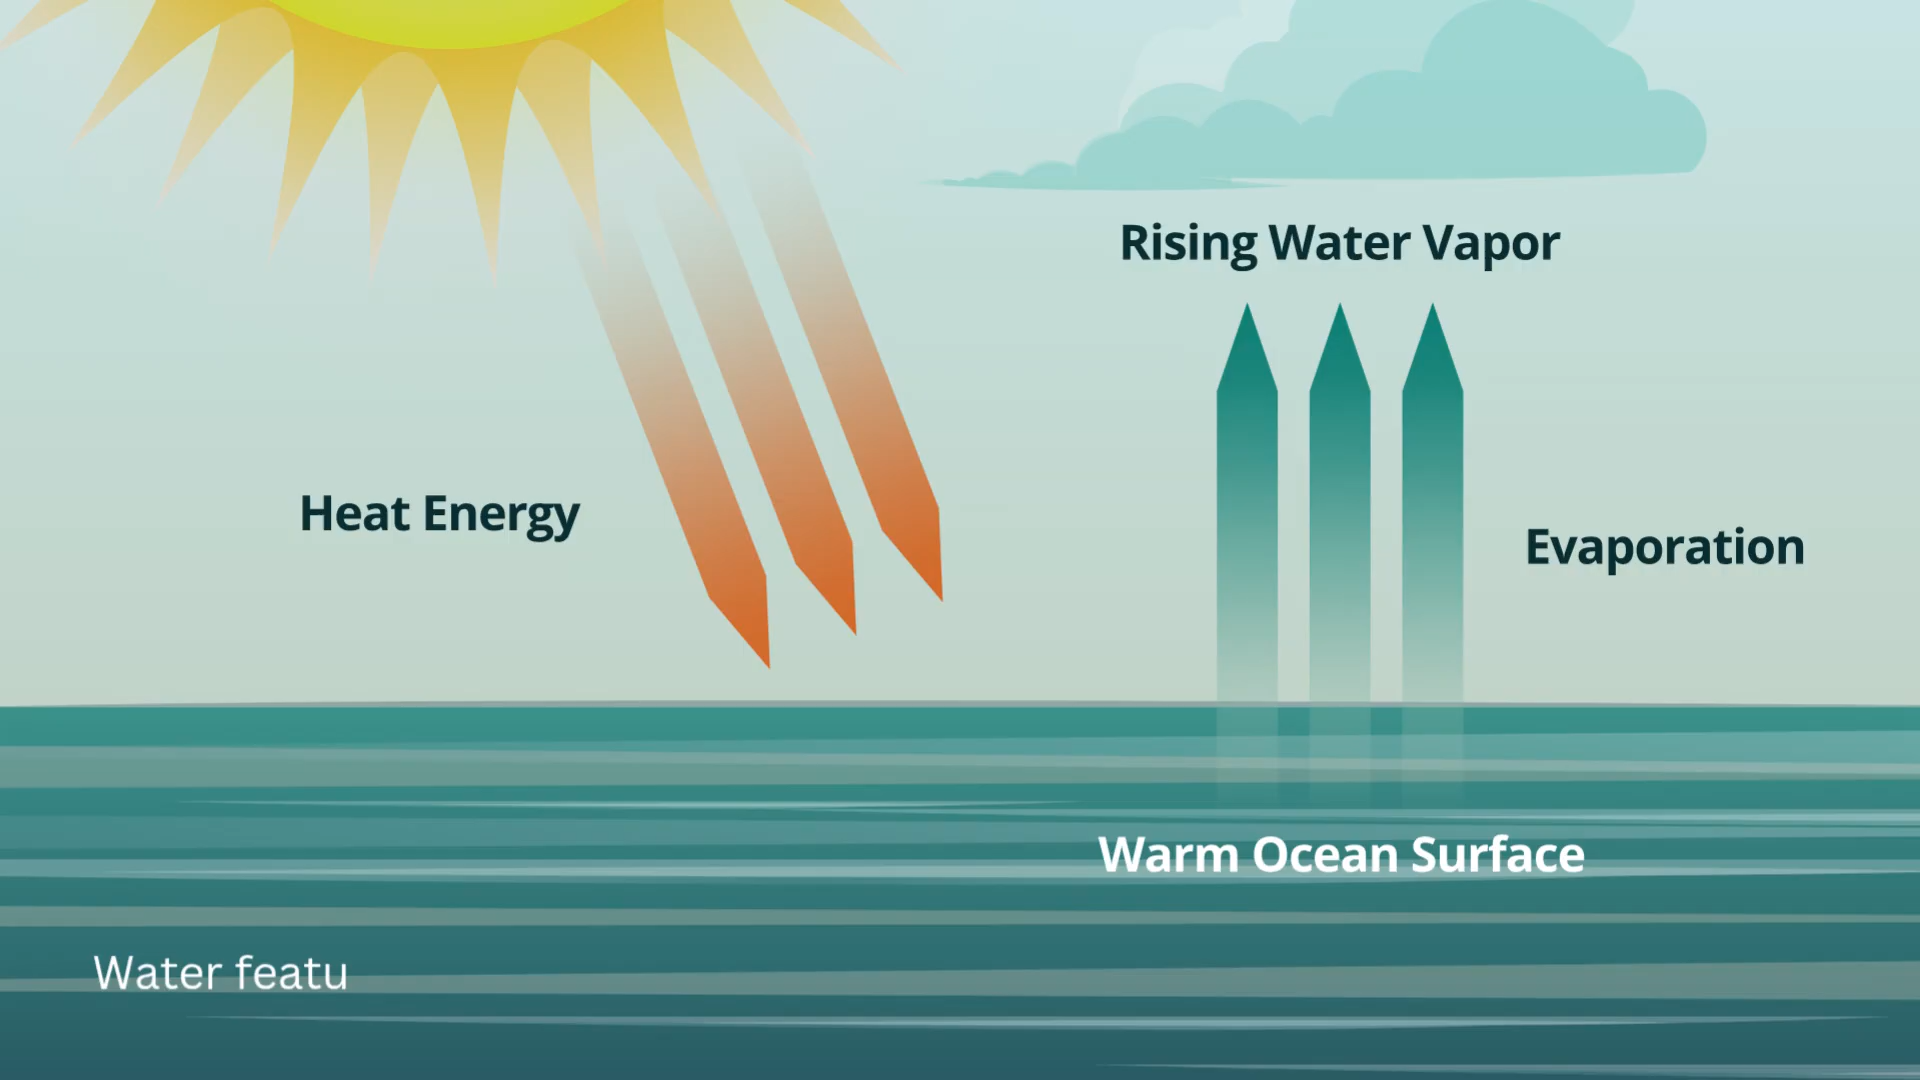 Rising Water Vapor
Heat Energy
Evaporation
Warm Ocean Surface
Water featu